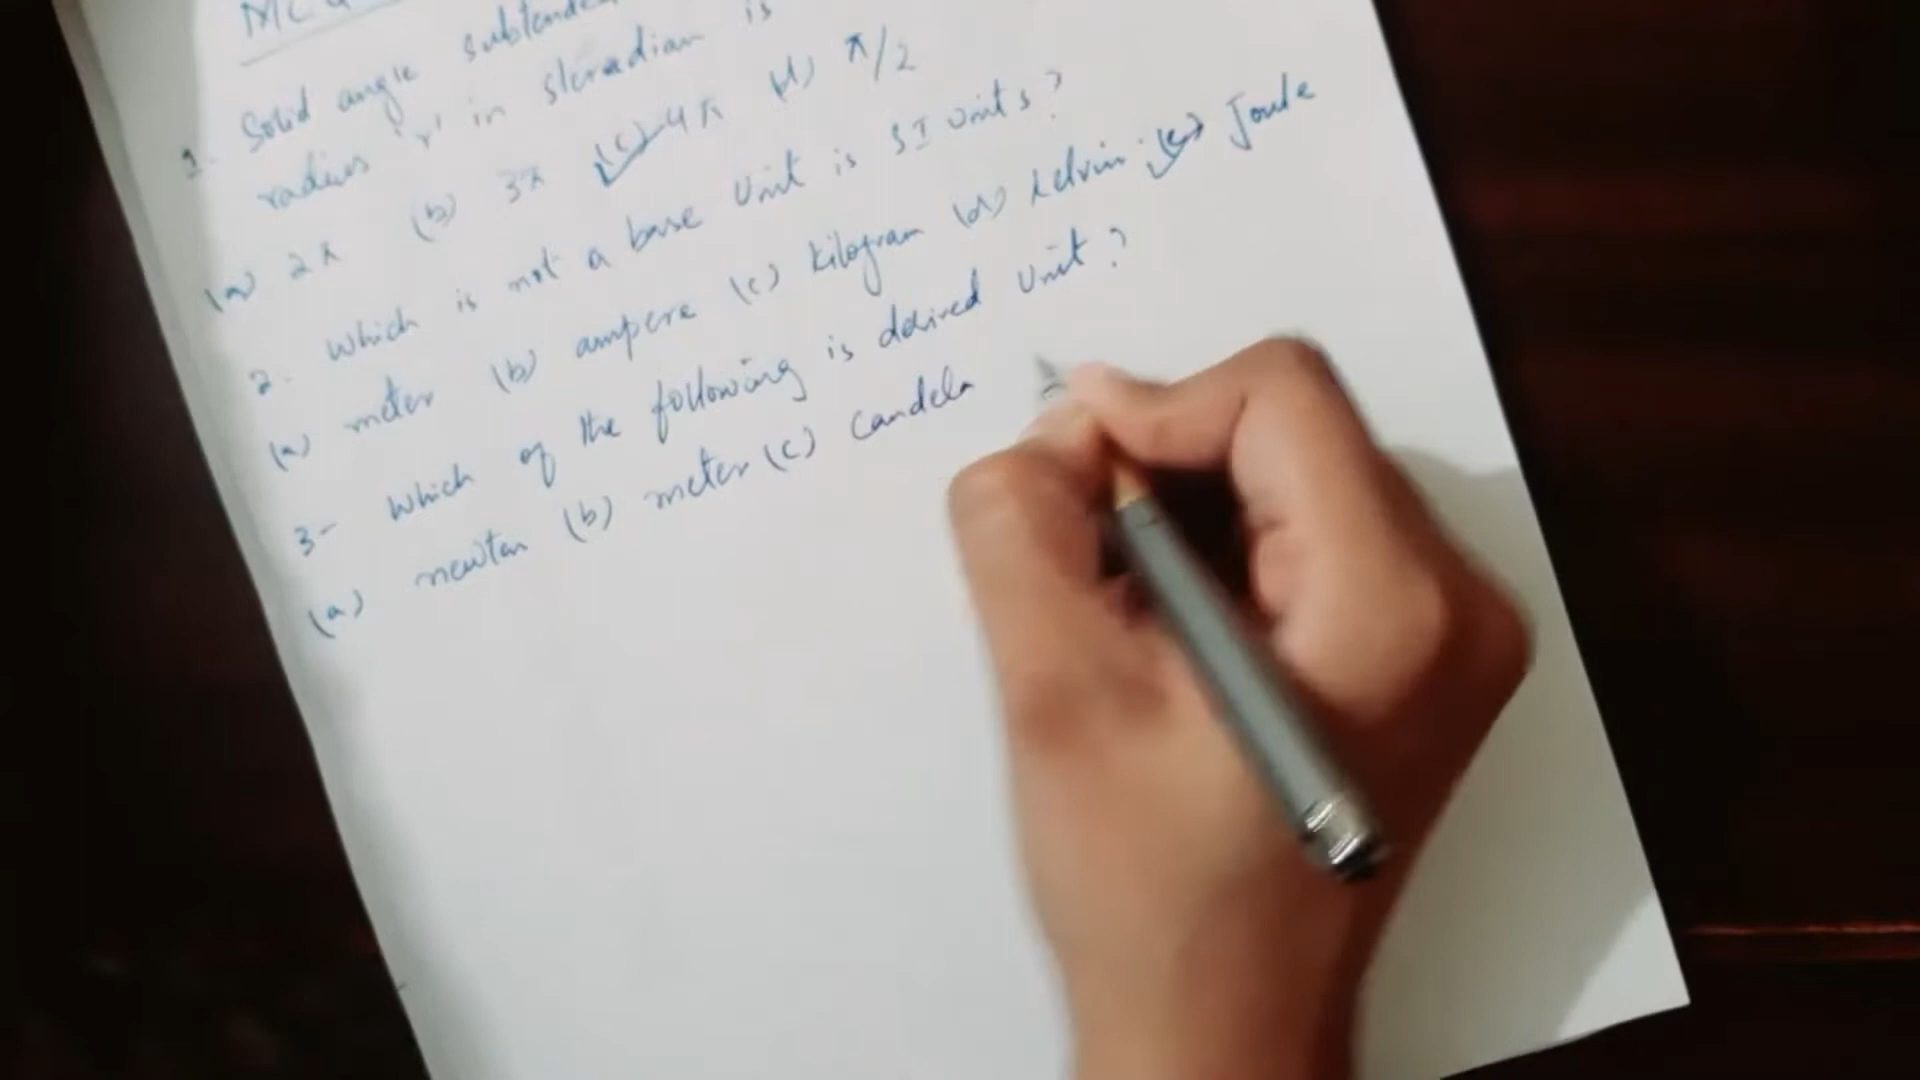 MCQ
1. Solid angle subtended
radius 'r' in steradian is
(a) 2π (b) 3π (c) 4π (d) π/2
2. Which is not a base Unit is SI Units?
(a) meter (b) ampere (c) kilogram (d) kelvin (e) Joule
3- Which of the following is derived Unit?
(a) newton (b) meter (c) Candela